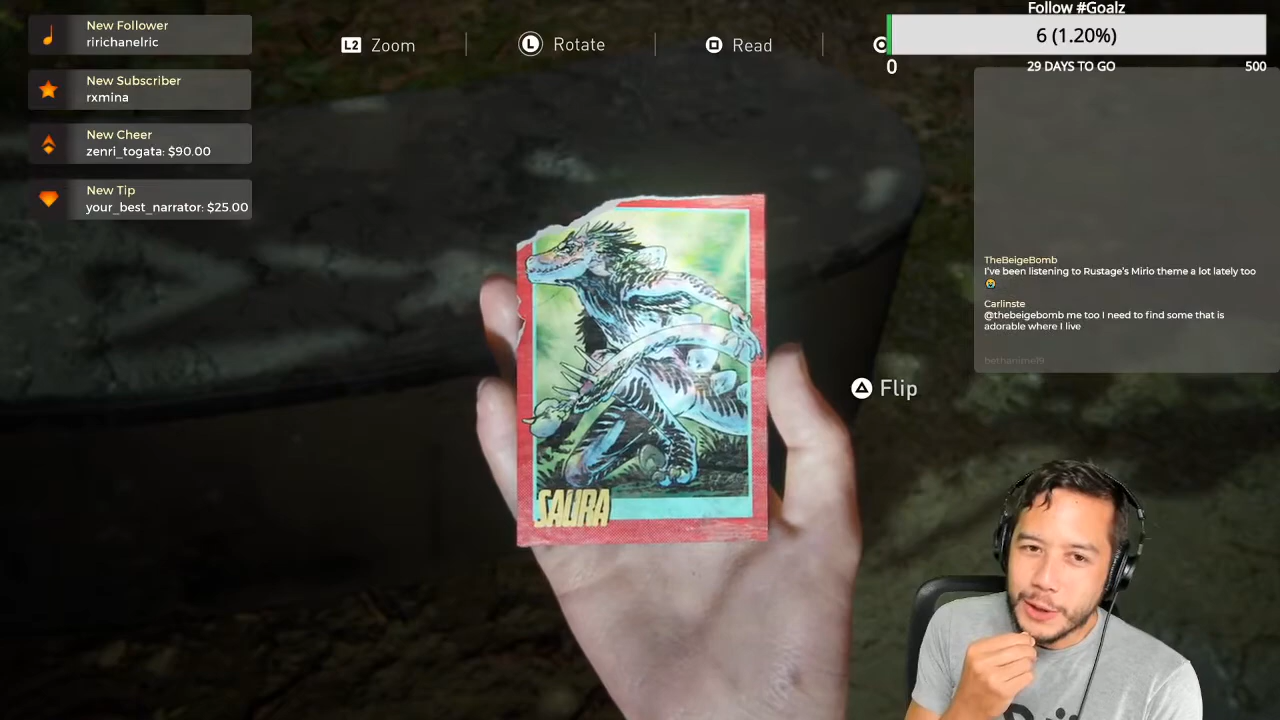 New Follower
ririchanelric
New Subscriber
rxmina
New Cheer
zenri_togata: $90.00
New Tip
your_best_narrator: $25.00
L2 Zoom
L Rotate
Read
Follow #Goalz
6 (1.20%)
0
29 DAYS TO GO
500
TheBeigeBomb
I've been listening to Rustage's Mirio theme a lot lately too
Carlinste
@thebeigebomb me too I need to find some that is
adorable where I live
hethanime19
Flip
SAURA